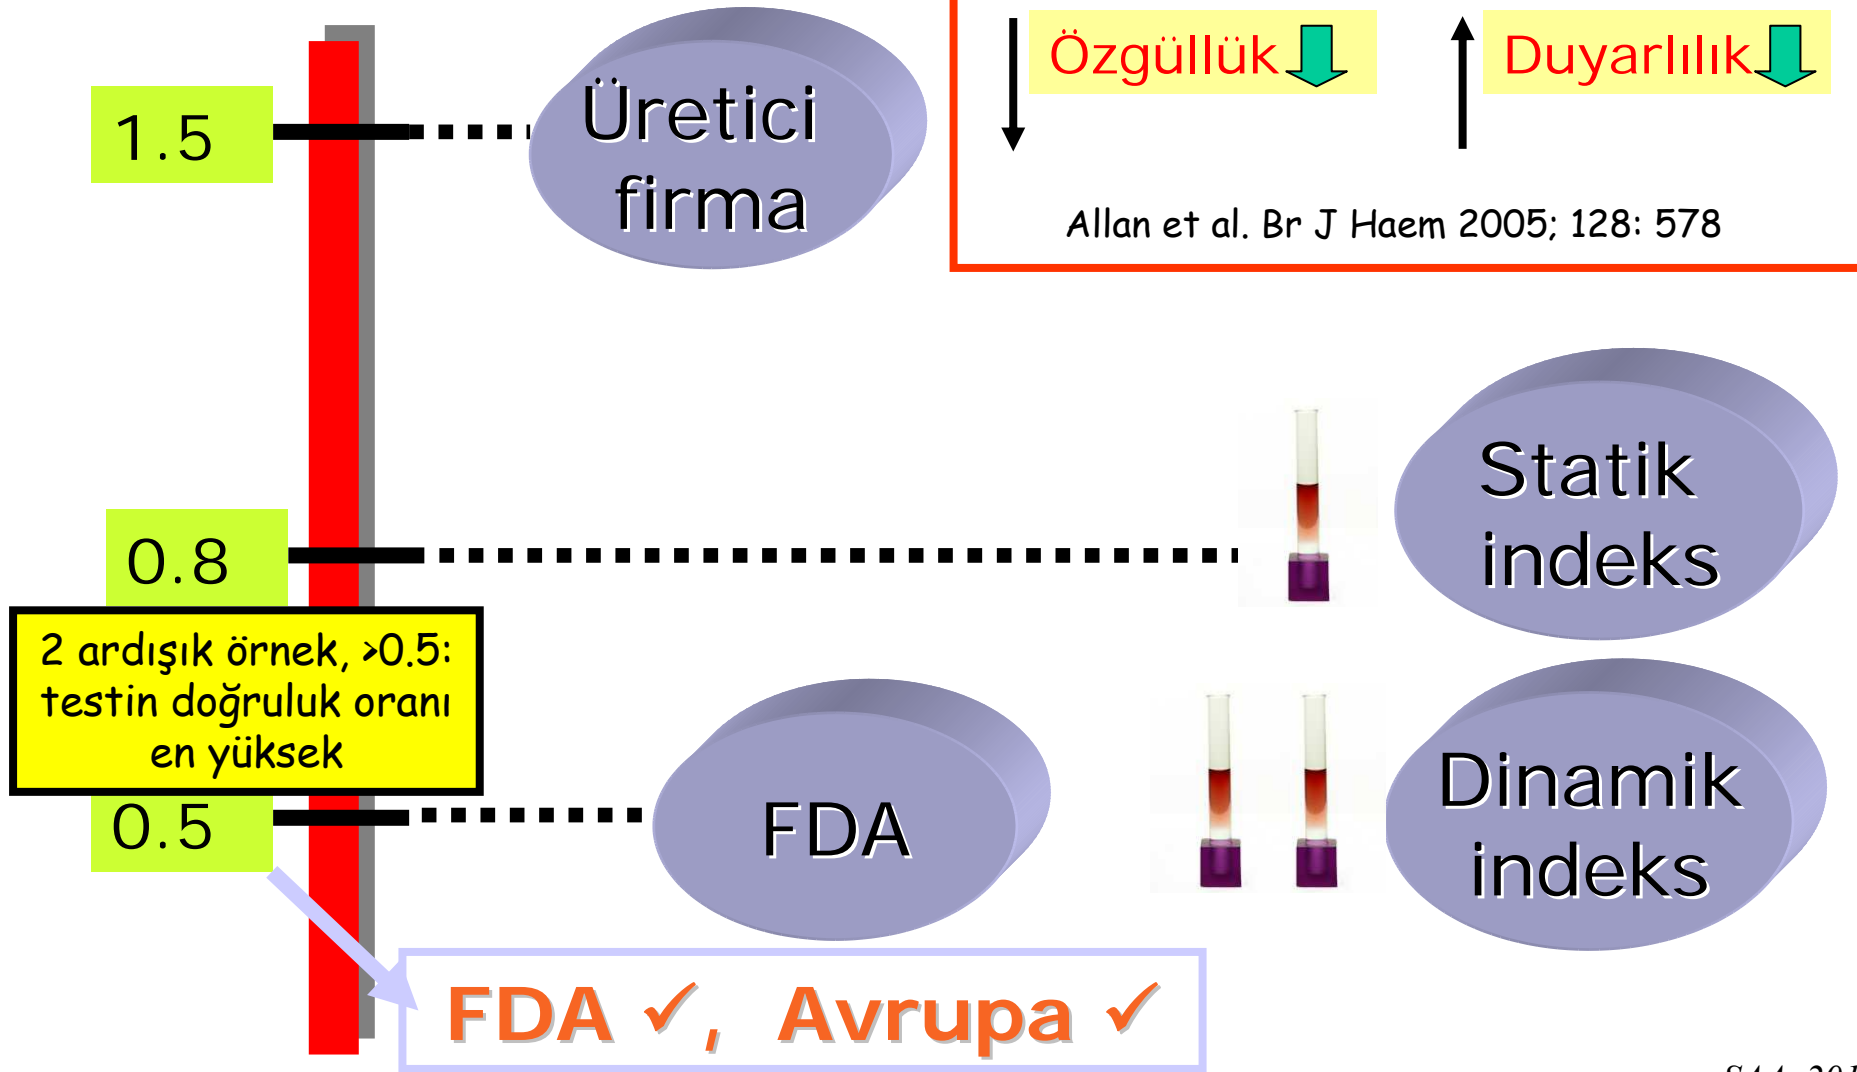 Özgüllük
Duyarlılık
1.5
Üretici
firma
Allan et al. Br J Haem 2005; 128: 578
Statik
indeks
0.8
2 ardışık örnek, >0.5:
testin doğruluk oranı
en yüksek
0.5
FDA
Dinamik
indeks
FDA ✓, Avrupa ✓